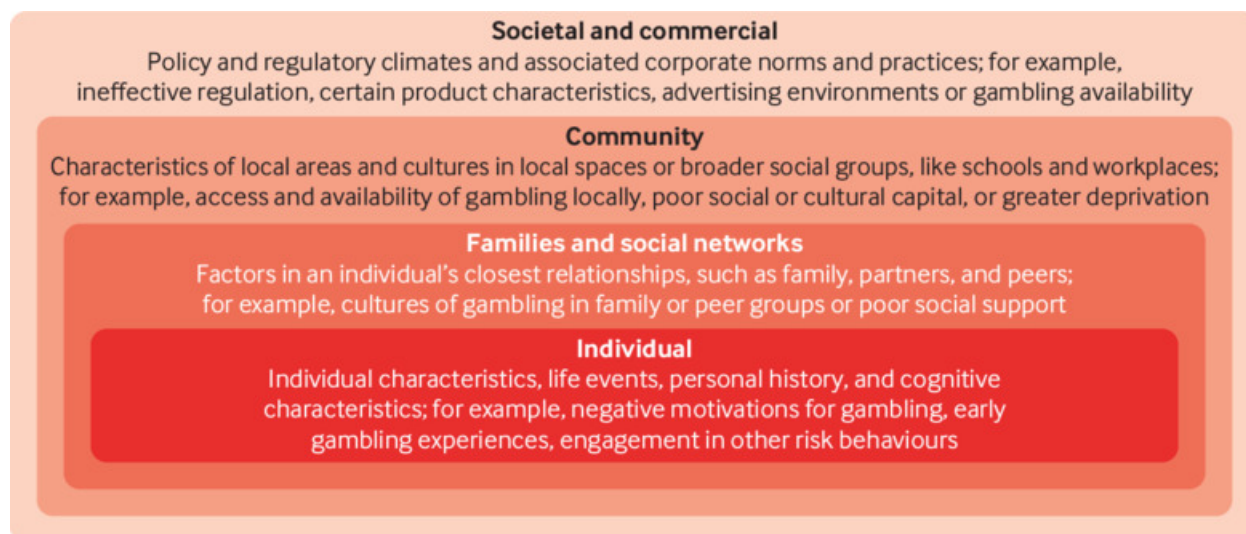 Societal and commercial
Policy and regulatory climates and associated corporate norms and practices; for example,
ineffective regulation, certain product characteristics, advertising environments or gambling availability
Community
Characteristics of local areas and cultures in local spaces or broader social groups, like schools and workplaces;
for example, access and availability of gambling locally, poor social or cultural capital, or greater deprivation
Families and social networks
Factors in an individual's closest relationships, such as family, partners, and peers;
for example, cultures of gambling in family or peer groups or poor social support
Individual
Individual characteristics, life events, personal history, and cognitive
characteristics; for example, negative motivations for gambling, early
gambling experiences, engagement in other risk behaviours